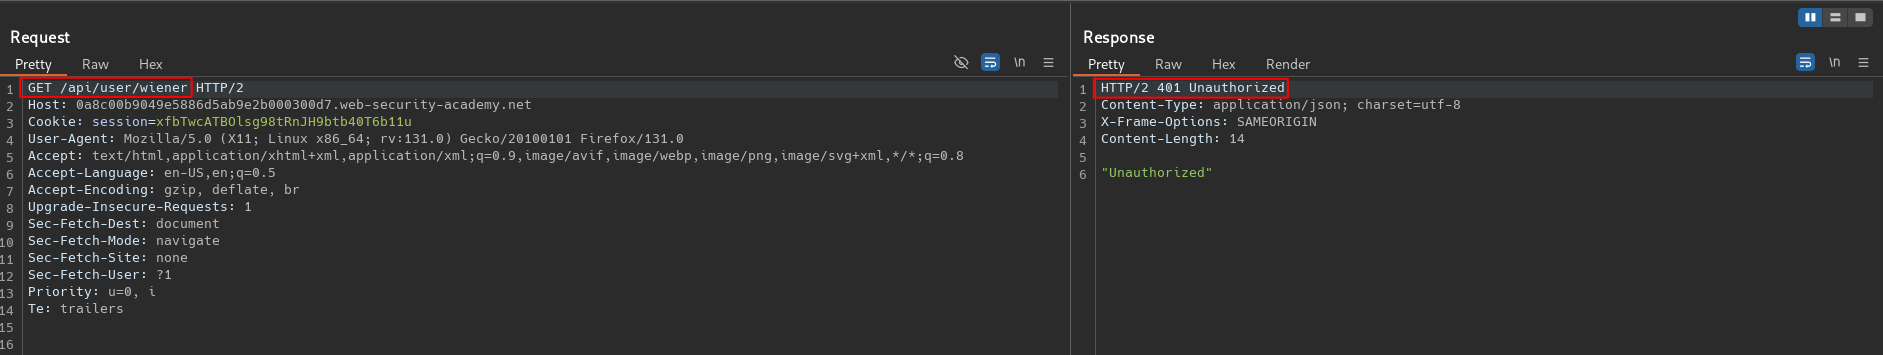 Request
Pretty Raw Hex \n
1 GET /api/user/wiener HTTP/2
2 Host: 0a8c00b9049e5886d5ab9e2b000300d7.web-security-academy.net
3 Cookie: session=xfbTwcATBOlsg98tRnJH9btb40T6b11u
4 User-Agent: Mozilla/5.0 (X11; Linux x86_64; rv:131.0) Gecko/20100101 Firefox/131.0
5 Accept: text/html,application/xhtml+xml,application/xml;q=0.9,image/avif,image/webp,image/png,image/svg+xml,*/*;q=0.8
6 Accept-Language: en-US,en;q=0.5
7 Accept-Encoding: gzip, deflate, br
8 Upgrade-Insecure-Requests: 1
9 Sec-Fetch-Dest: document
10 Sec-Fetch-Mode: navigate
11 Sec-Fetch-Site: none
12 Sec-Fetch-User: ?1
13 Priority: u=0, i
14 Te: trailers
15
16
Response
Pretty Raw Hex Render \n
1 HTTP/2 401 Unauthorized
2 Content-Type: application/json; charset=utf-8
3 X-Frame-Options: SAMEORIGIN
4 Content-Length: 14
5
6 "Unauthorized"